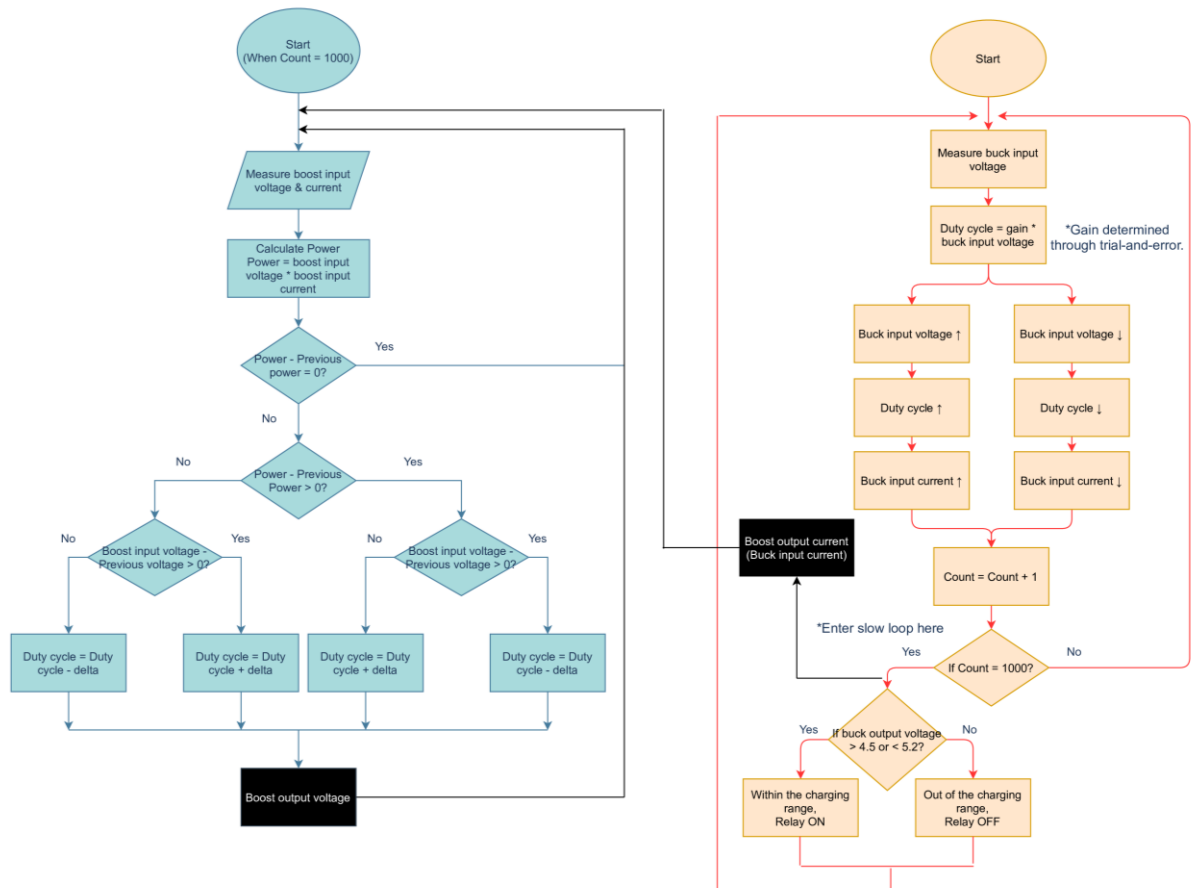 Start
(When Count = 1000)
Measure boost input
voltage & current
Calculate Power
Power = boost input
voltage * boost input
current
Power - Previous
power = 0?
Yes
No
Power - Previous
Power > 0?
No
Yes
Boost input voltage -
Previous voltage > 0?
No
Yes
Boost input voltage -
Previous voltage > 0?
No
Yes
Duty cycle = Duty
cycle - delta
Duty cycle = Duty
cycle + delta
Duty cycle = Duty
cycle + delta
Duty cycle = Duty
cycle - delta
Boost output voltage
Start
Measure buck input
voltage
Duty cycle = gain *
buck input voltage
*Gain determined
through trial-and-error.
Buck input voltage ↑
Buck input voltage ↓
Duty cycle ↑
Duty cycle ↓
Buck input current ↑
Buck input current ↓
Boost output current
(Buck input current)
Count = Count + 1
*Enter slow loop here
If Count = 1000?
Yes
No
If buck output voltage
> 4.5 or < 5.2?
Yes
No
Within the charging
range,
Relay ON
Out of the charging
range,
Relay OFF